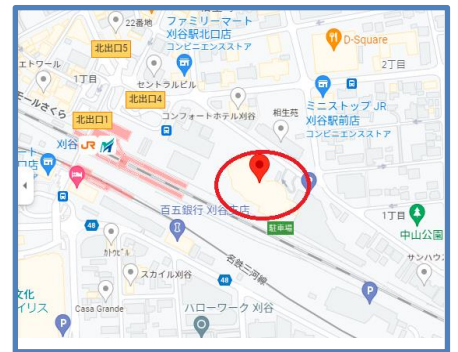 22番地
ファミリーマート
刈谷駅北口店
コンビニエンスストア
北出口5
D-Square
2丁目
1丁目
セントラルビル
北出口4
ミニストップ JR
刈谷駅前店
コンビニエンスストア
モールさくら
北出口1
コンフォートホテル刈谷
相生苑
刈谷
JR
百五銀行 刈谷支店
駐車場
1丁目
中山公園
48
サンハウス
スカイル刈谷
48
名鉄三河線
Casa Grande
ハローワーク 刈谷
P
P
P